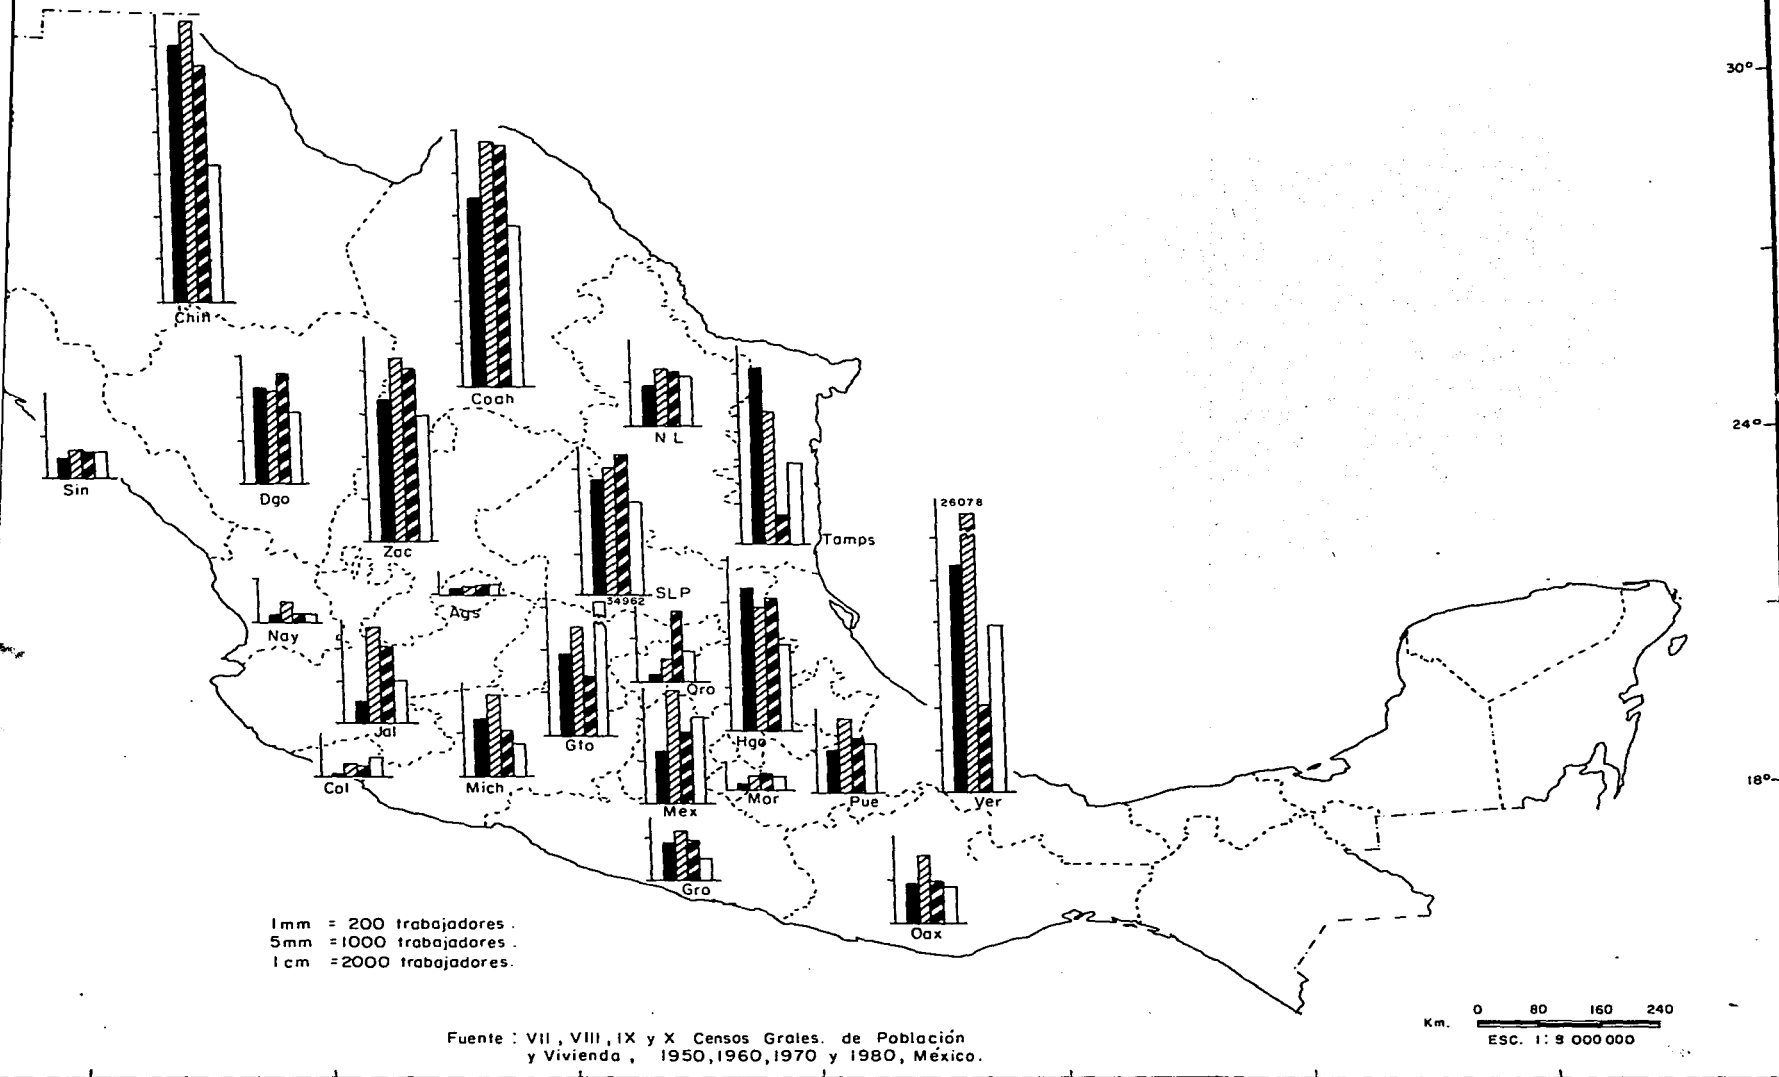 30°
24°
18°
Chih
Coah
N L
Sin
Dgo
Zac
Tamps
26078
SLP
34962
Ags
Nay
Qro
Jal
Gto
Hgo
Col
Mich
Mex
Mor
Pue
Ver
Gro
Oax
1mm = 200 trabajadores.
5mm =1000 trabajadores.
1cm =2000 trabajadores.
Km. 0 80 160 240
ESC. 1:9 000 000
Fuente: VII, VIII, IX y X Censos Grales. de Población
y Vivienda, 1950,1960,1970 y 1980, México.